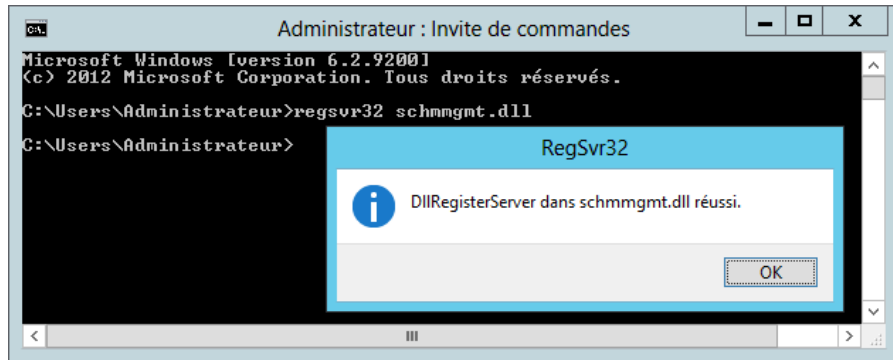 Administrateur : Invite de commandes
Microsoft Windows [version 6.2.9200]
(c) 2012 Microsoft Corporation. Tous droits réservés.
C:\Users\Administrateur>regsvr32 schmmgmt.dll
C:\Users\Administrateur>
RegSvr32
DllRegisterServer dans schmmgmt.dll réussi.
OK